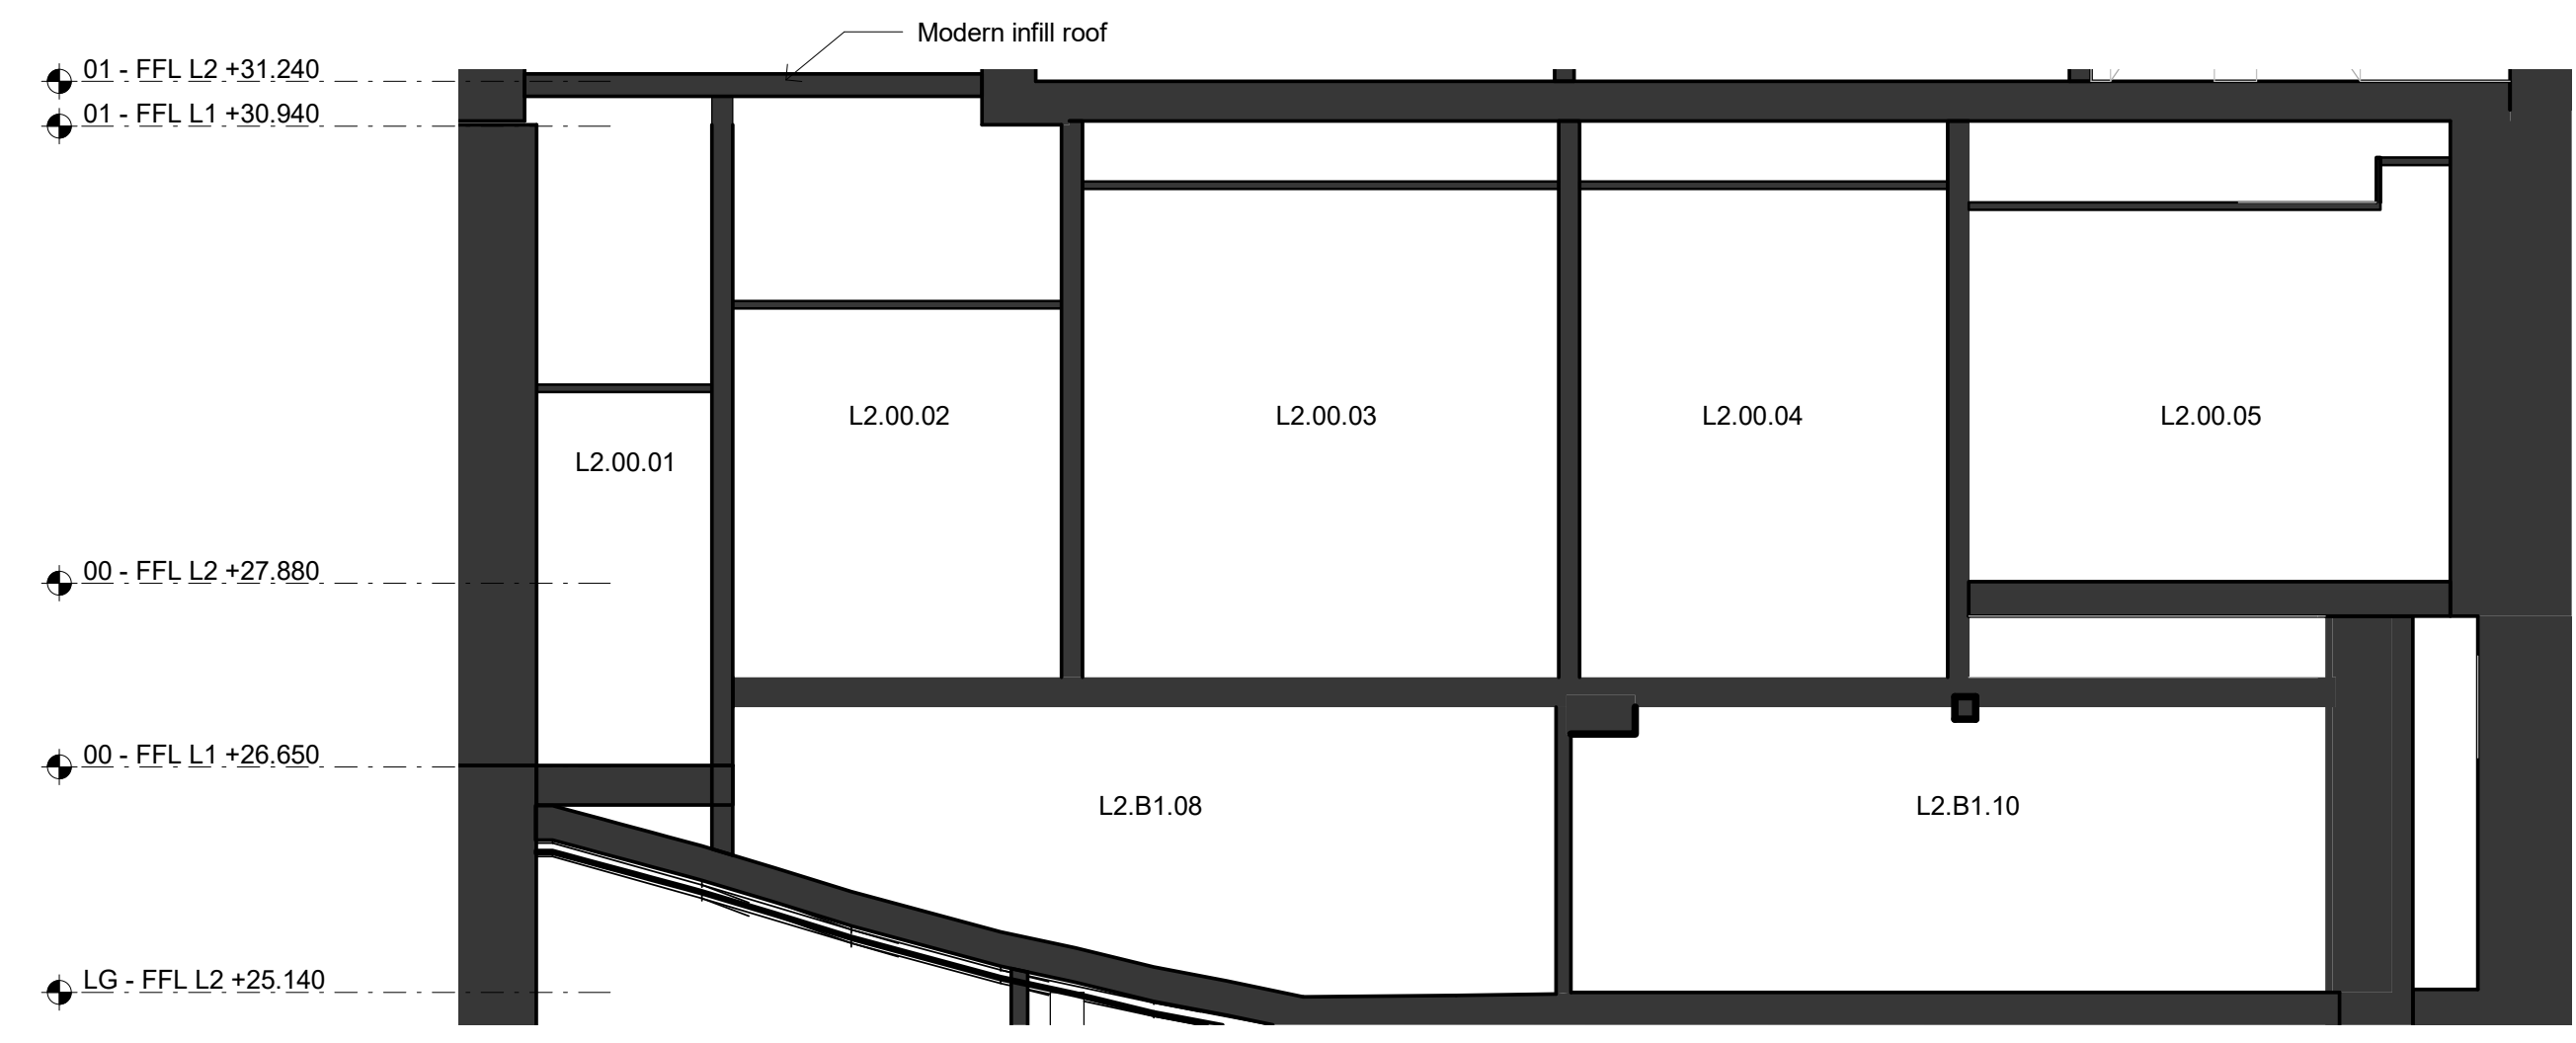 Modern infill roof
01 - FFL L2 +31.240
01 - FFL L1 +30.940
L2.00.02
L2.00.03
L2.00.04
L2.00.05
L2.00.01
00 - FFL L2 +27.880
00 - FFL L1 +26.650
L2.B1.08
L2.B1.10
LG - FFL L2 +25.140